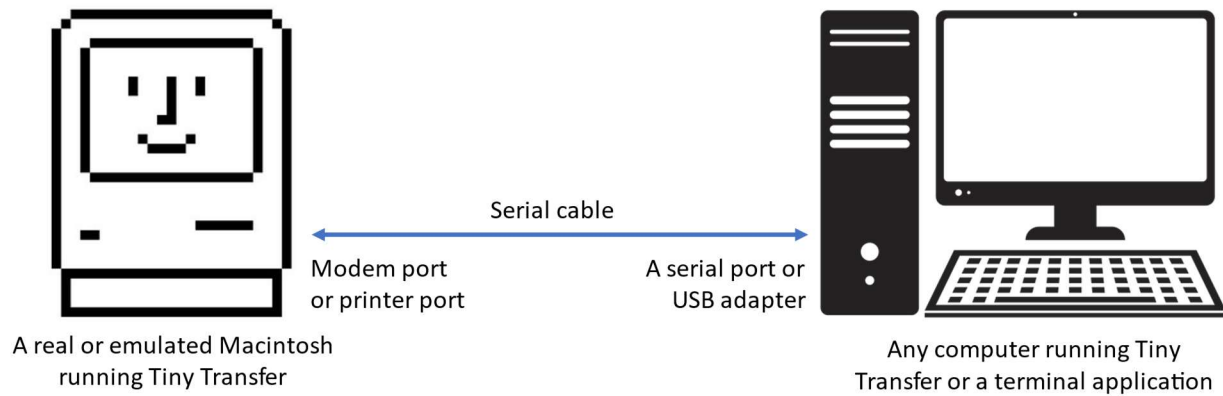 Serial cable
Modem port
or printer port
A serial port or
USB adapter
A real or emulated Macintosh
running Tiny Transfer
Any computer running Tiny
Transfer or a terminal application